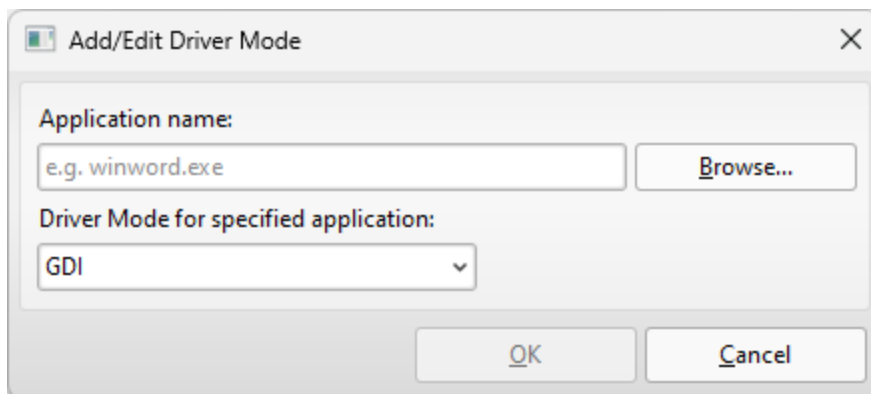 Add/Edit Driver Mode
Application name:
e.g. winword.exe
Browse...
Driver Mode for specified application:
GDI
OK
Cancel